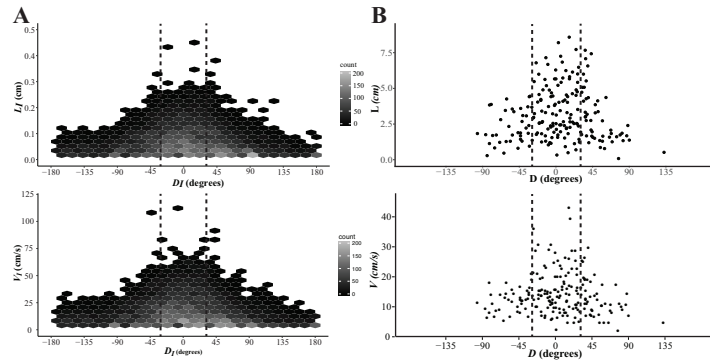 A
B
0.5
0.4
0.3
0.2
0.1
0.0
L_I (cm)
count
200
150
100
50
0
−180 −135 −90 −45 0 45 90 135 180
D_I (degrees)
7.5
5.0
2.5
0.0
L (cm)
−135 −90 −45 0 45 90 135
D (degrees)
125
100
75
50
25
0
V_I (cm/s)
count
200
150
100
50
0
−180 −135 −90 −45 0 45 90 135 180
D_I (degrees)
40
30
20
10
0
V (cm/s)
−135 −90 −45 0 45 90 135
D (degrees)